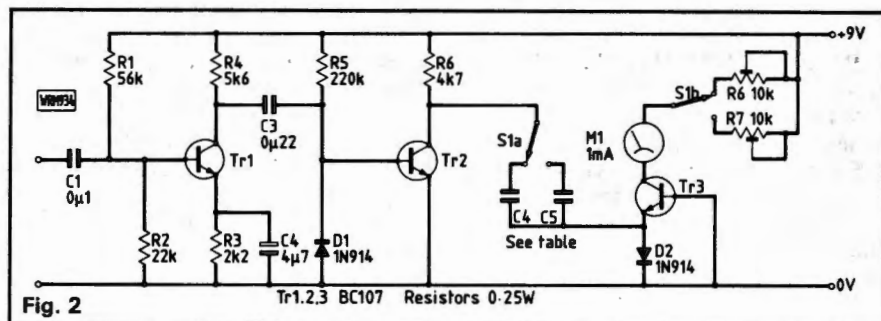 +9V
R1
56k
R4
5k6
R5
220k
R6
4k7
S1b
R6 10k
R7 10k
WRM934
C3
0µ22
S1a
M1
1mA
Tr1
Tr2
Tr3
C1
0µ1
C4
C5
See table
R2
22k
R3
2k2
C4
4µ7
D1
1N914
D2
1N914
0V
Fig. 2
Tr1.2.3 BC107 Resistors 0·25W